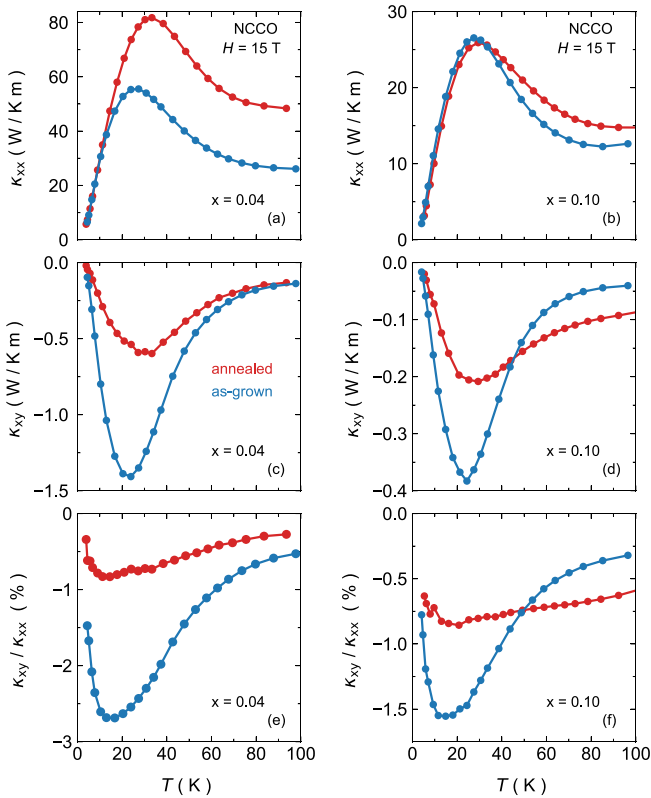 80
60
40
20
0
κxx ( W / K m )
NCCO
H = 15 T
x = 0.04
(a)
30
20
10
0
κxx ( W / K m )
NCCO
H = 15 T
x = 0.10
(b)
0.0
−0.5
−1.0
−1.5
κxy ( W / K m )
annealed
as-grown
x = 0.04
(c)
0.0
−0.1
−0.2
−0.3
−0.4
κxy ( W / K m )
x = 0.10
(d)
0
−1
−2
−3
κxy / κxx ( % )
x = 0.04
(e)
0 20 40 60 80 100
T ( K )
0.0
−0.5
−1.0
−1.5
κxy / κxx ( % )
x = 0.10
(f)
0 20 40 60 80 100
T ( K )